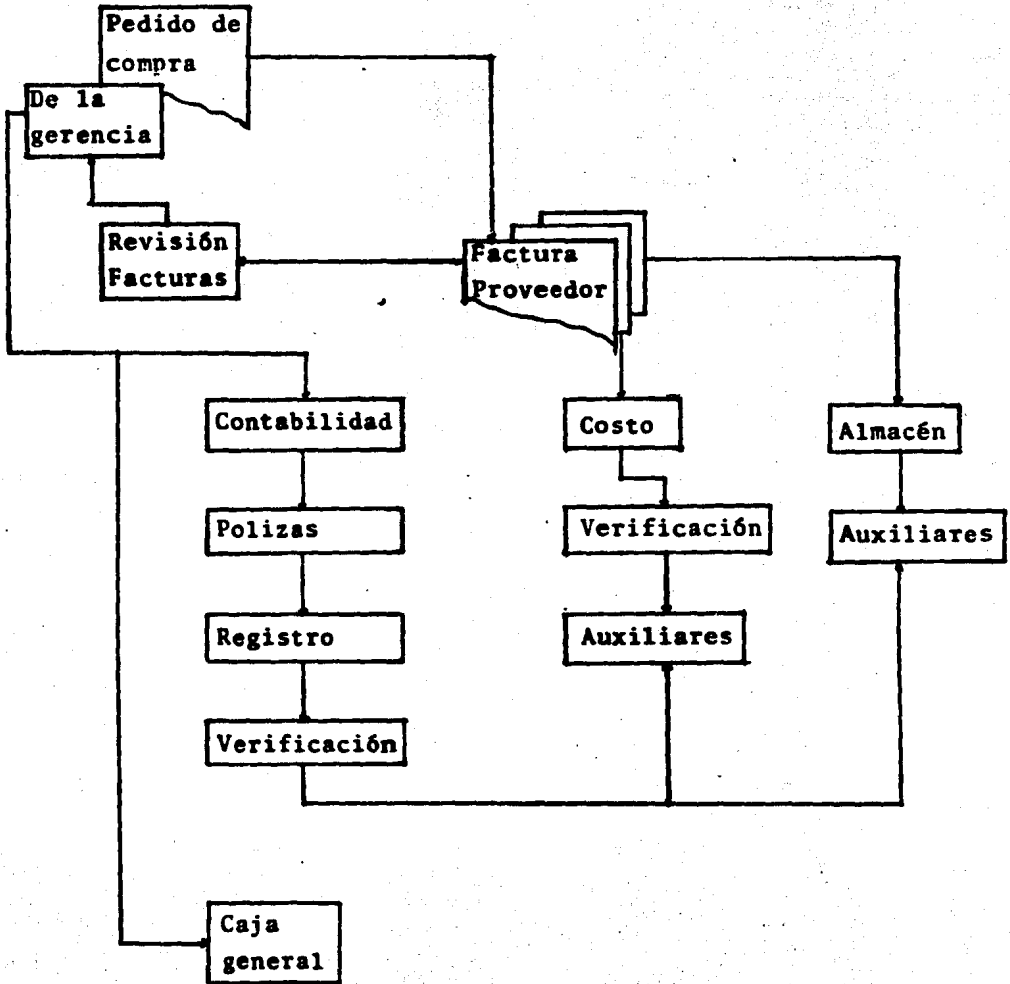 Pedido de
compra
De la
gerencia
Revisión
Facturas
Factura
Proveedor
Contabilidad
Costo
Almacén
Polizas
Verificación
Auxiliares
Registro
Auxiliares
Verificación
Caja
general